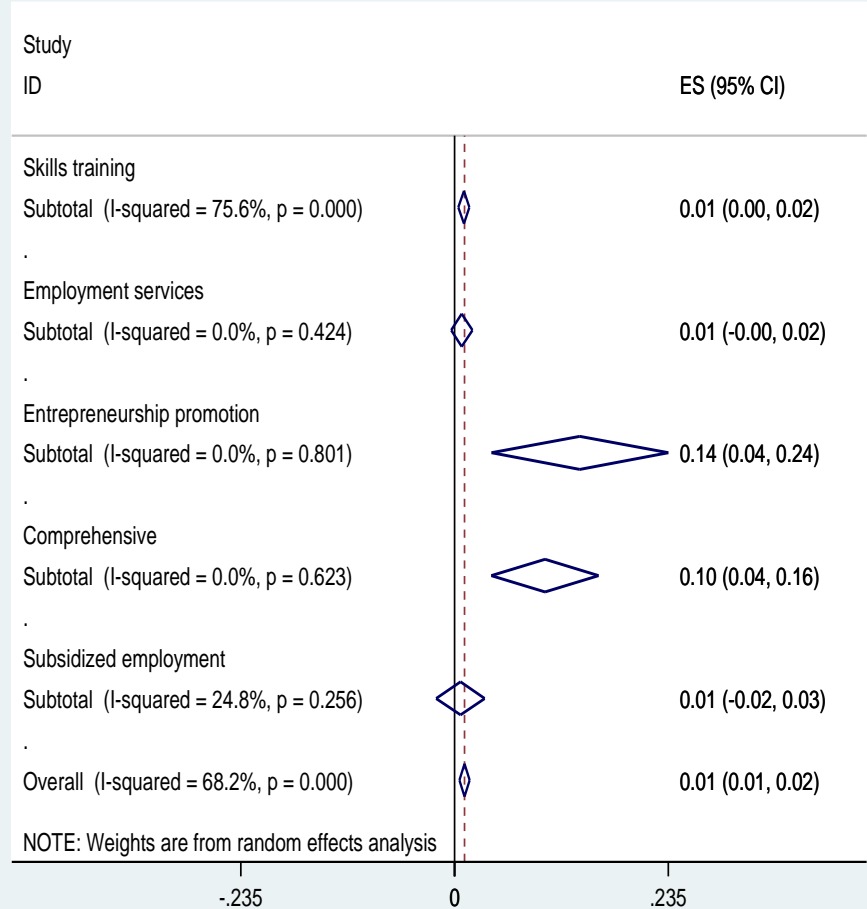 Study
ID ES (95% CI)
Skills training
Subtotal (I-squared = 75.6%, p = 0.000) 0.01 (0.00, 0.02)
.
Employment services
Subtotal (I-squared = 0.0%, p = 0.424) 0.01 (-0.00, 0.02)
.
Entrepreneurship promotion
Subtotal (I-squared = 0.0%, p = 0.801) 0.14 (0.04, 0.24)
.
Comprehensive
Subtotal (I-squared = 0.0%, p = 0.623) 0.10 (0.04, 0.16)
.
Subsidized employment
Subtotal (I-squared = 24.8%, p = 0.256) 0.01 (-0.02, 0.03)
.
Overall (I-squared = 68.2%, p = 0.000) 0.01 (0.01, 0.02)
NOTE: Weights are from random effects analysis
-.235 0 .235